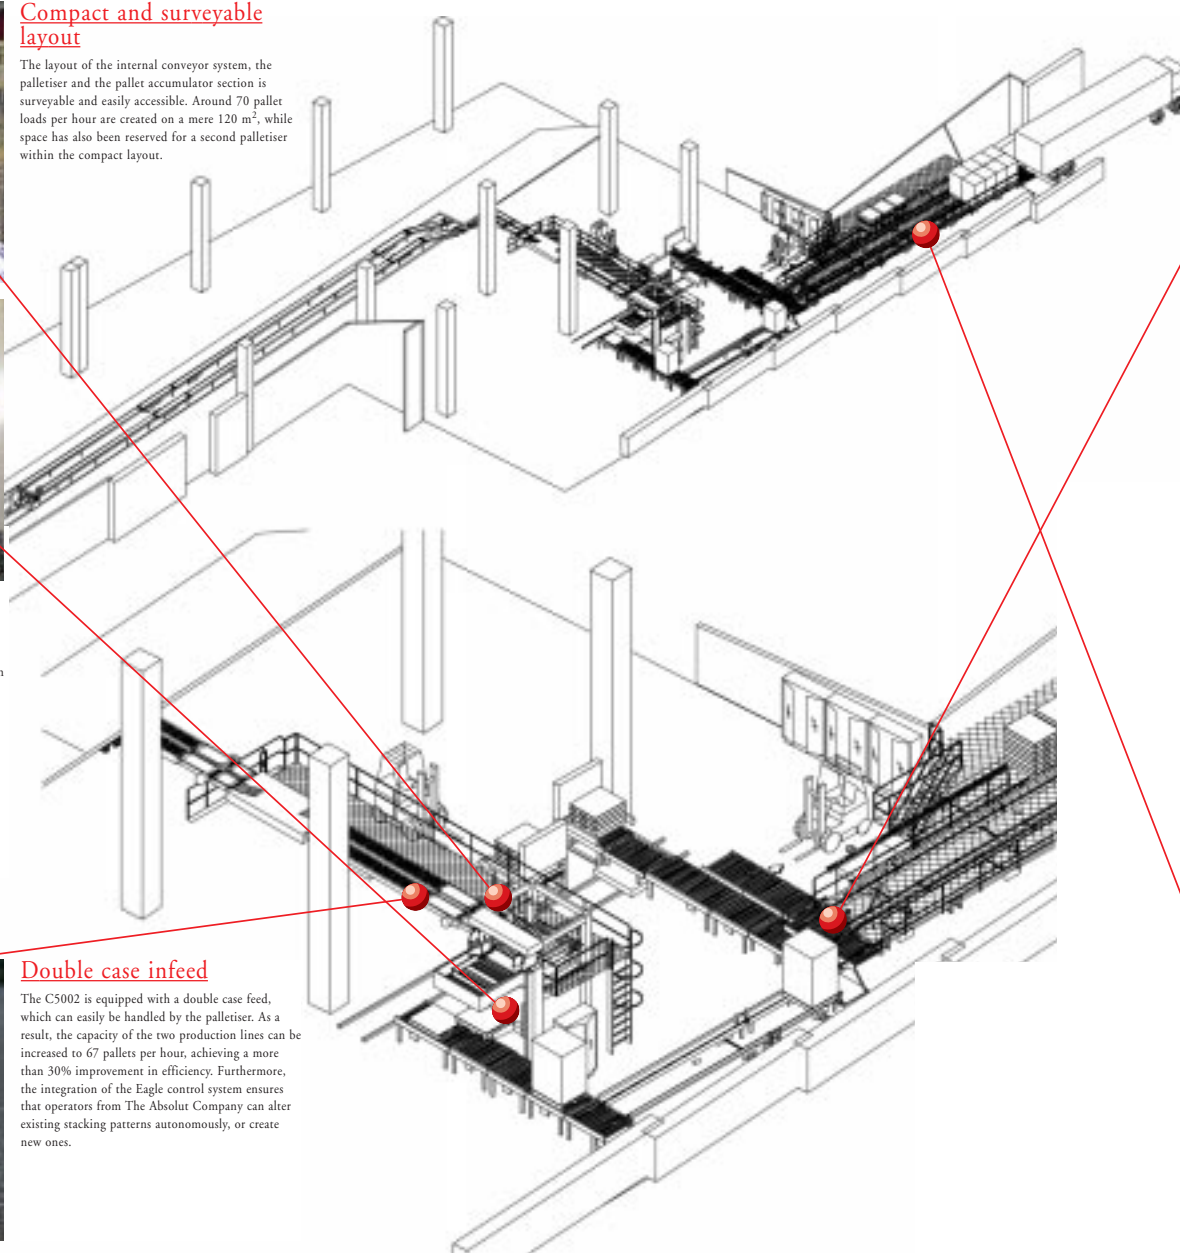 Compact and surveyable
layout
The layout of the internal conveyor system, the
palletiser and the pallet accumulator section is
surveyable and easily accessible. Around 70 pallet
loads per hour are created on a mere 120 m², while
space has also been reserved for a second palletiser
within the compact layout.
n
Double case infeed
The C5002 is equipped with a double case feed,
which can easily be handled by the palletiser. As a
result, the capacity of the two production lines can be
increased to 67 pallets per hour, achieving a more
than 30% improvement in efficiency. Furthermore,
the integration of the Eagle control system ensures
that operators from The Absolut Company can alter
existing stacking patterns autonomously, or create
new ones.